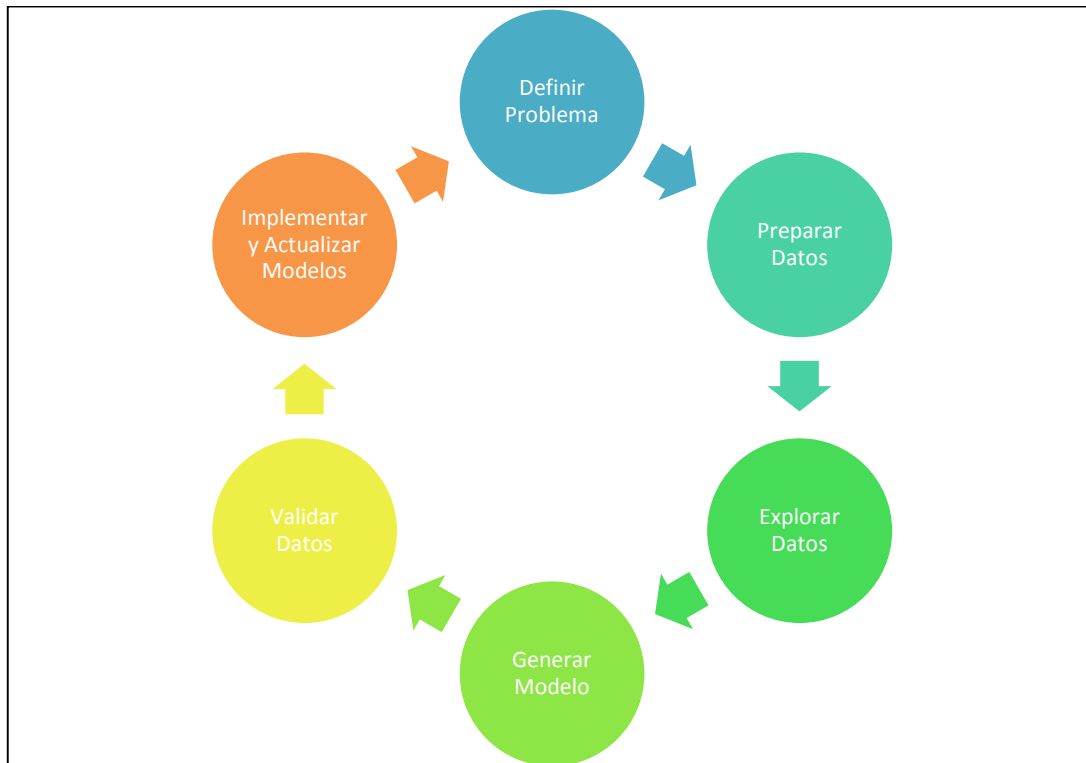 Definir
Problema
Preparar
Datos
Explorar
Datos
Generar
Modelo
Validar
Datos
Implementar
y Actualizar
Modelos